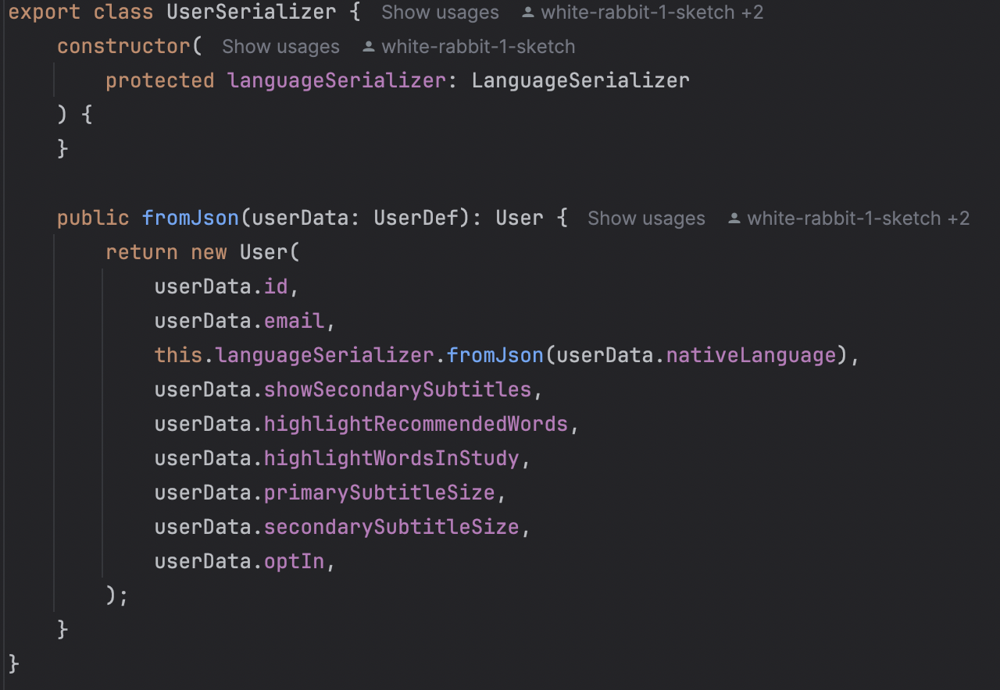 export class UserSerializer {  Show usages  white-rabbit-1-sketch +2
    constructor(  Show usages  white-rabbit-1-sketch
        protected languageSerializer: LanguageSerializer
    ) {
    }

    public fromJson(userData: UserDef): User {  Show usages  white-rabbit-1-sketch +2
        return new User(
            userData.id,
            userData.email,
            this.languageSerializer.fromJson(userData.nativeLanguage),
            userData.showSecondarySubtitles,
            userData.highlightRecommendedWords,
            userData.highlightWordsInStudy,
            userData.primarySubtitleSize,
            userData.secondarySubtitleSize,
            userData.optIn,
        );
    }
}